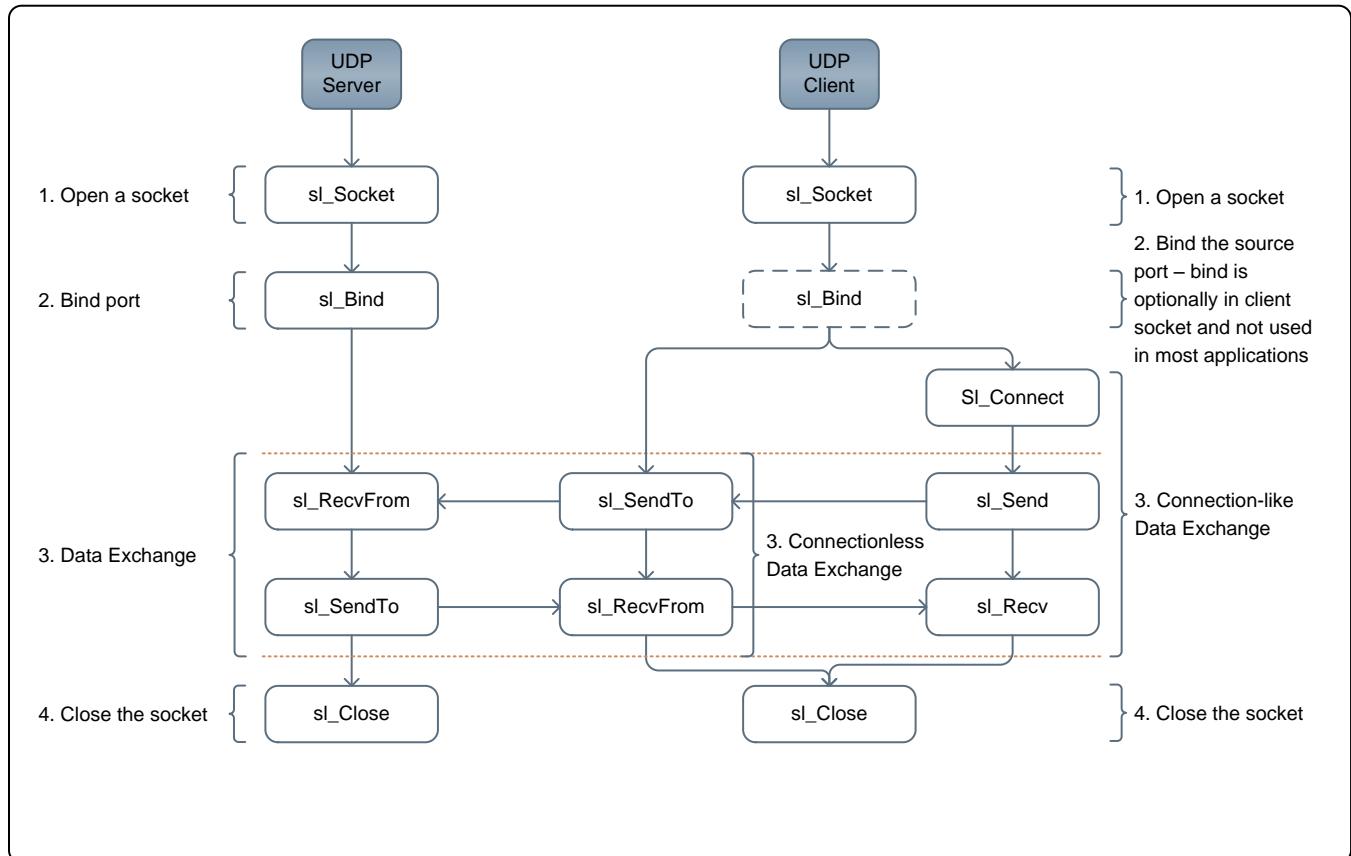 UDP
Server
UDP
Client
1. Open a socket
sl_Socket
sl_Socket
1. Open a socket
2. Bind port
sl_Bind
sl_Bind
2. Bind the source
port – bind is
optionally in client
socket and not used
in most applications
Sl_Connect
3. Data Exchange
sl_RecvFrom
sl_SendTo
sl_Send
3. Connectionless
Data Exchange
3. Connection-like
Data Exchange
sl_SendTo
sl_RecvFrom
sl_Recv
4. Close the socket
sl_Close
sl_Close
4. Close the socket